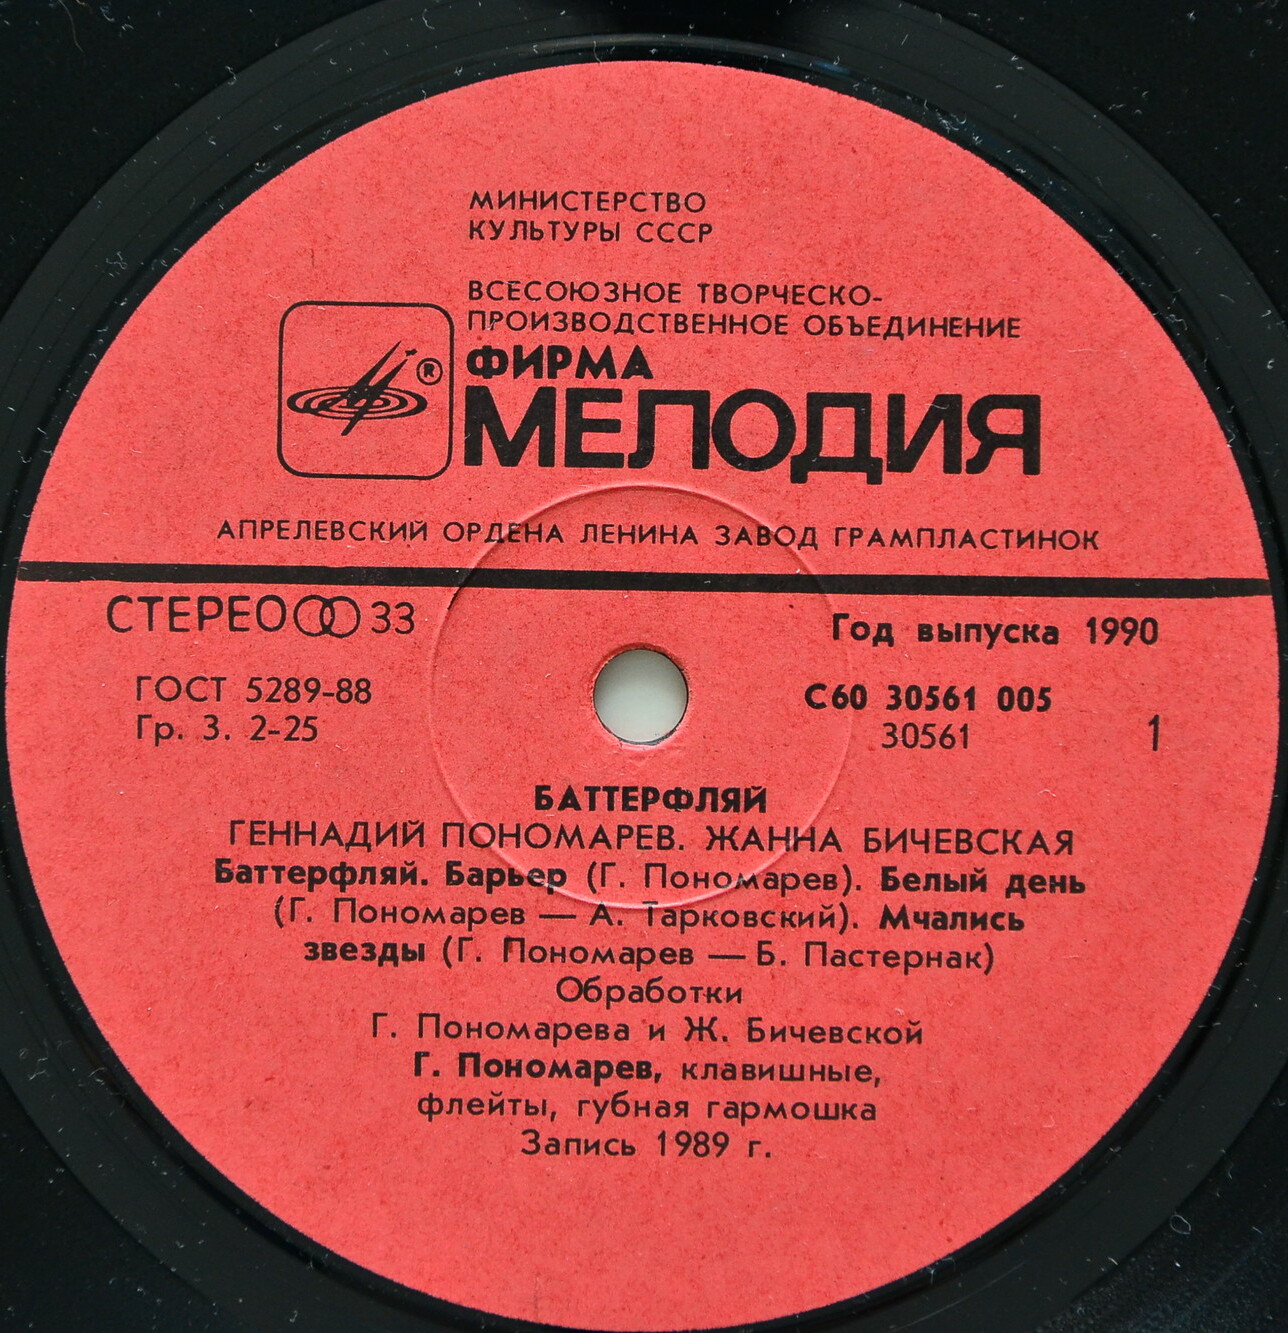 МИНИСТЕРСТВО
КУЛЬТУРЫ СССР
ВСЕСОЮЗНОЕ ТВОРЧЕСКО-
ПРОИЗВОДСТВЕННОЕ ОБЪЕДИНЕНИЕ
ФИРМА
®
МЕЛОДИЯ
АПРЕЛЕВСКИЙ ОРДЕНА ЛЕНИНА ЗАВОД ГРАМПЛАСТИНОК
СТЕРЕО 33
Год выпуска 1990
ГОСТ 5289-88
С60 30561 005
Гр. 3. 2-25
30561
1
БАТТЕРФЛЯЙ
ГЕННАДИЙ ПОНОМАРЕВ. ЖАННА БИЧЕВСКАЯ
Баттерфляй. Барьер (Г. Пономарев). Белый день
(Г. Пономарев — А. Тарковский). Мчались
звезды (Г. Пономарев — Б. Пастернак)
Обработки
Г. Пономарева и Ж. Бичевской
Г. Пономарев, клавишные,
флейты, губная гармошка
Запись 1989 г.